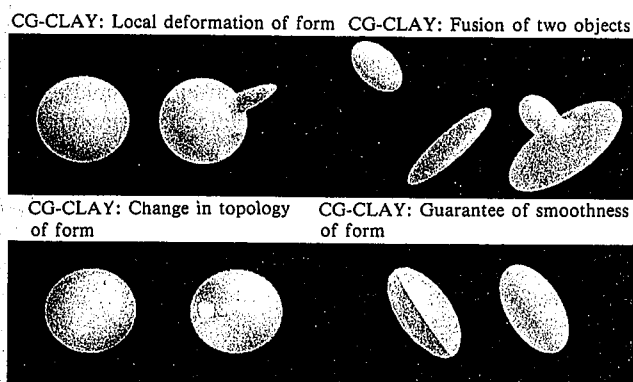 CG-CLAY: Local deformation of form
CG-CLAY: Fusion of two objects
CG-CLAY: Change in topology
of form
CG-CLAY: Guarantee of smoothness
of form